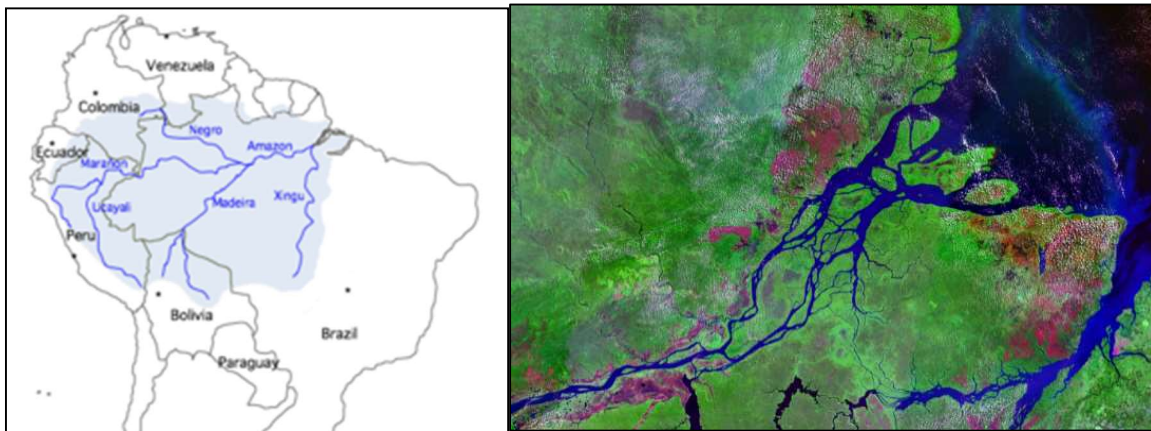 Venezuela
Colombia
Negro
Ecuador
Amazon
Marañon
Ucayali
Madeira
Xingu
Peru
Bolivia
Brazil
Paraguay